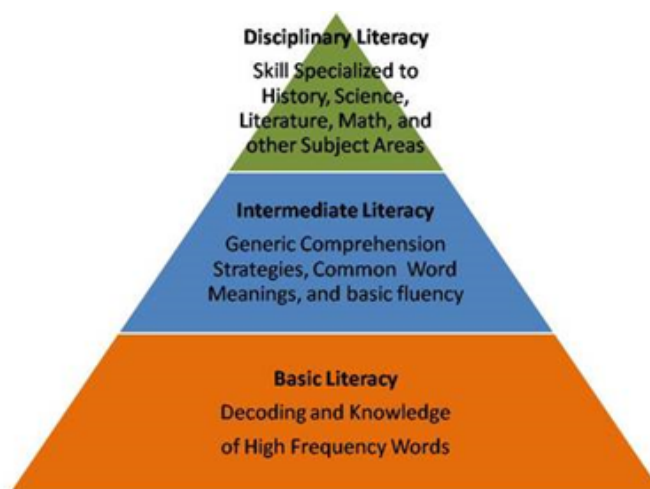 Disciplinary Literacy
Skill Specialized to
History, Science,
Literature, Math, and
other Subject Areas
Intermediate Literacy
Generic Comprehension
Strategies, Common Word
Meanings, and basic fluency
Basic Literacy
Decoding and Knowledge
of High Frequency Words